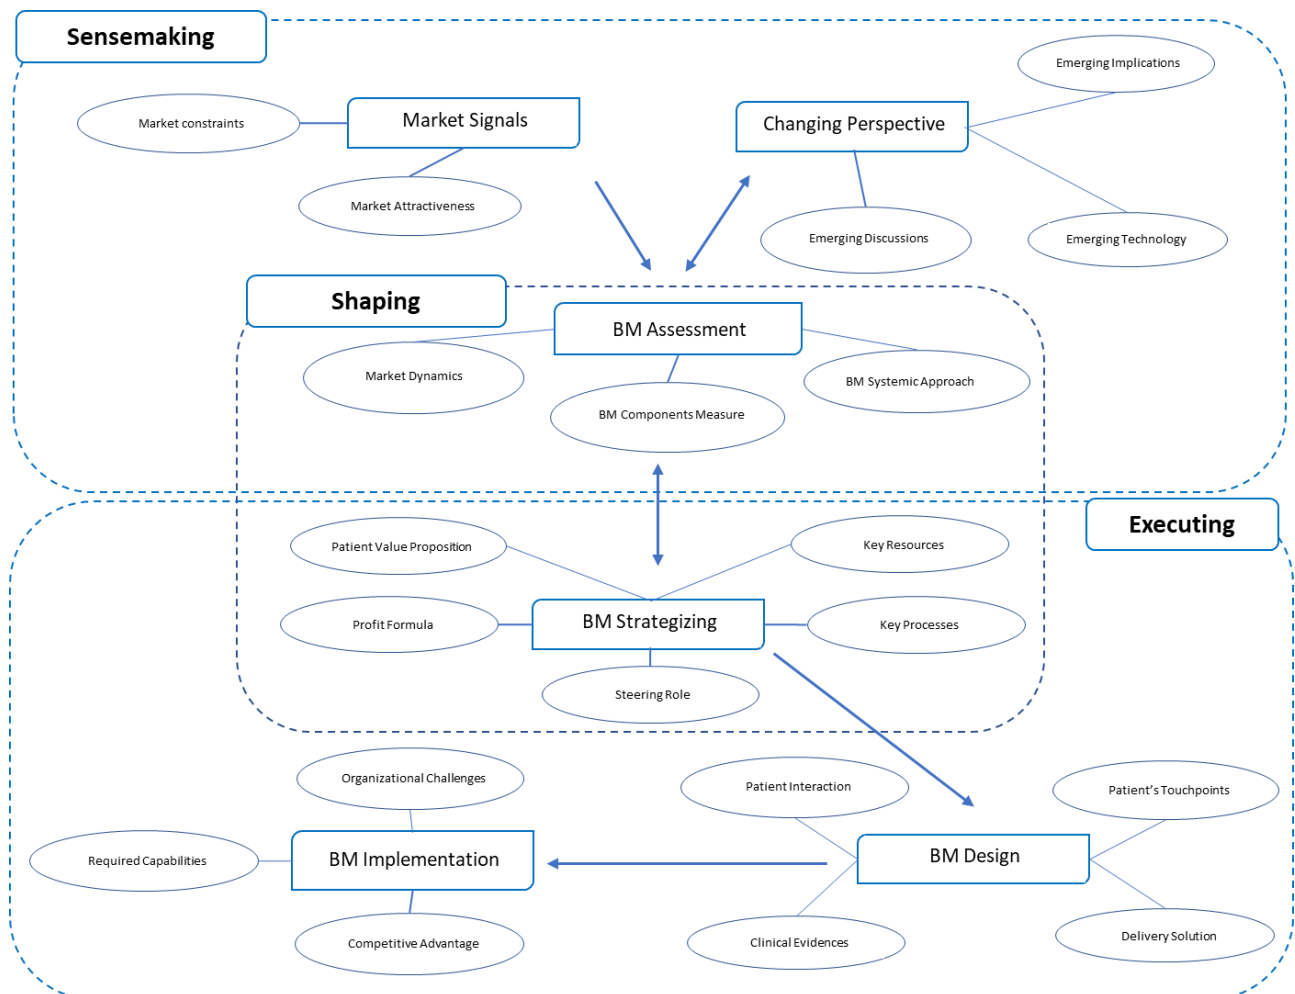 Sensemaking
Emerging Implications
Market constraints
Market Signals
Changing Perspective
Market Attractiveness
Emerging Discussions
Emerging Technology
Shaping
BM Assessment
Market Dynamics
BM Systemic Approach
BM Components Measure
Executing
Patient Value Proposition
Key Resources
Profit Formula
BM Strategizing
Key Processes
Steering Role
Organizational Challenges
Patient Interaction
Patient's Touchpoints
Required Capabilities
BM Implementation
BM Design
Competitive Advantage
Clinical Evidences
Delivery Solution